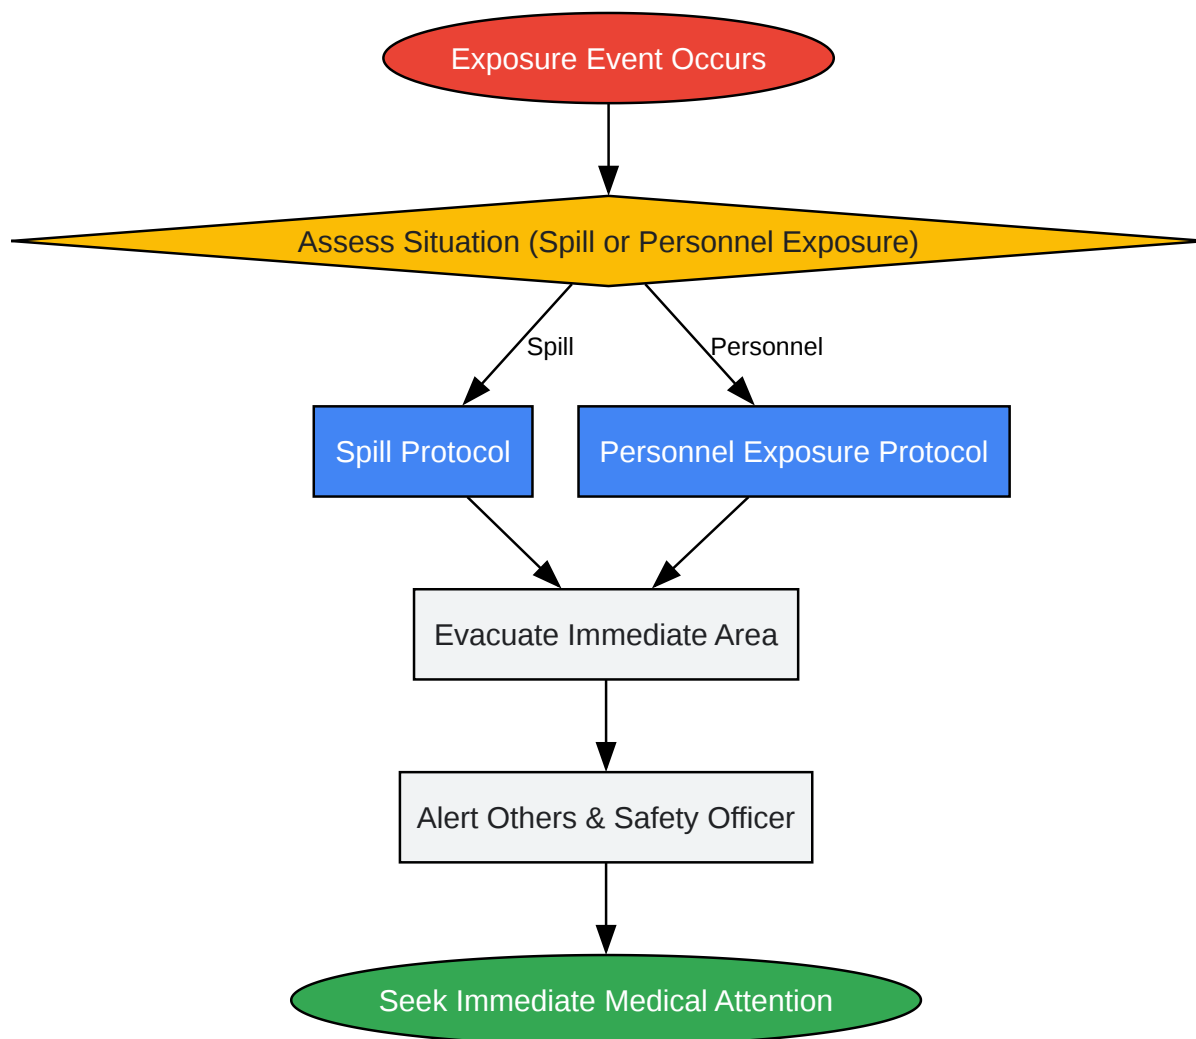 Exposure Event Occurs
Assess Situation (Spill or Personnel Exposure)
Spill
Personnel
Spill Protocol
Personnel Exposure Protocol
Evacuate Immediate Area
Alert Others & Safety Officer
Seek Immediate Medical Attention